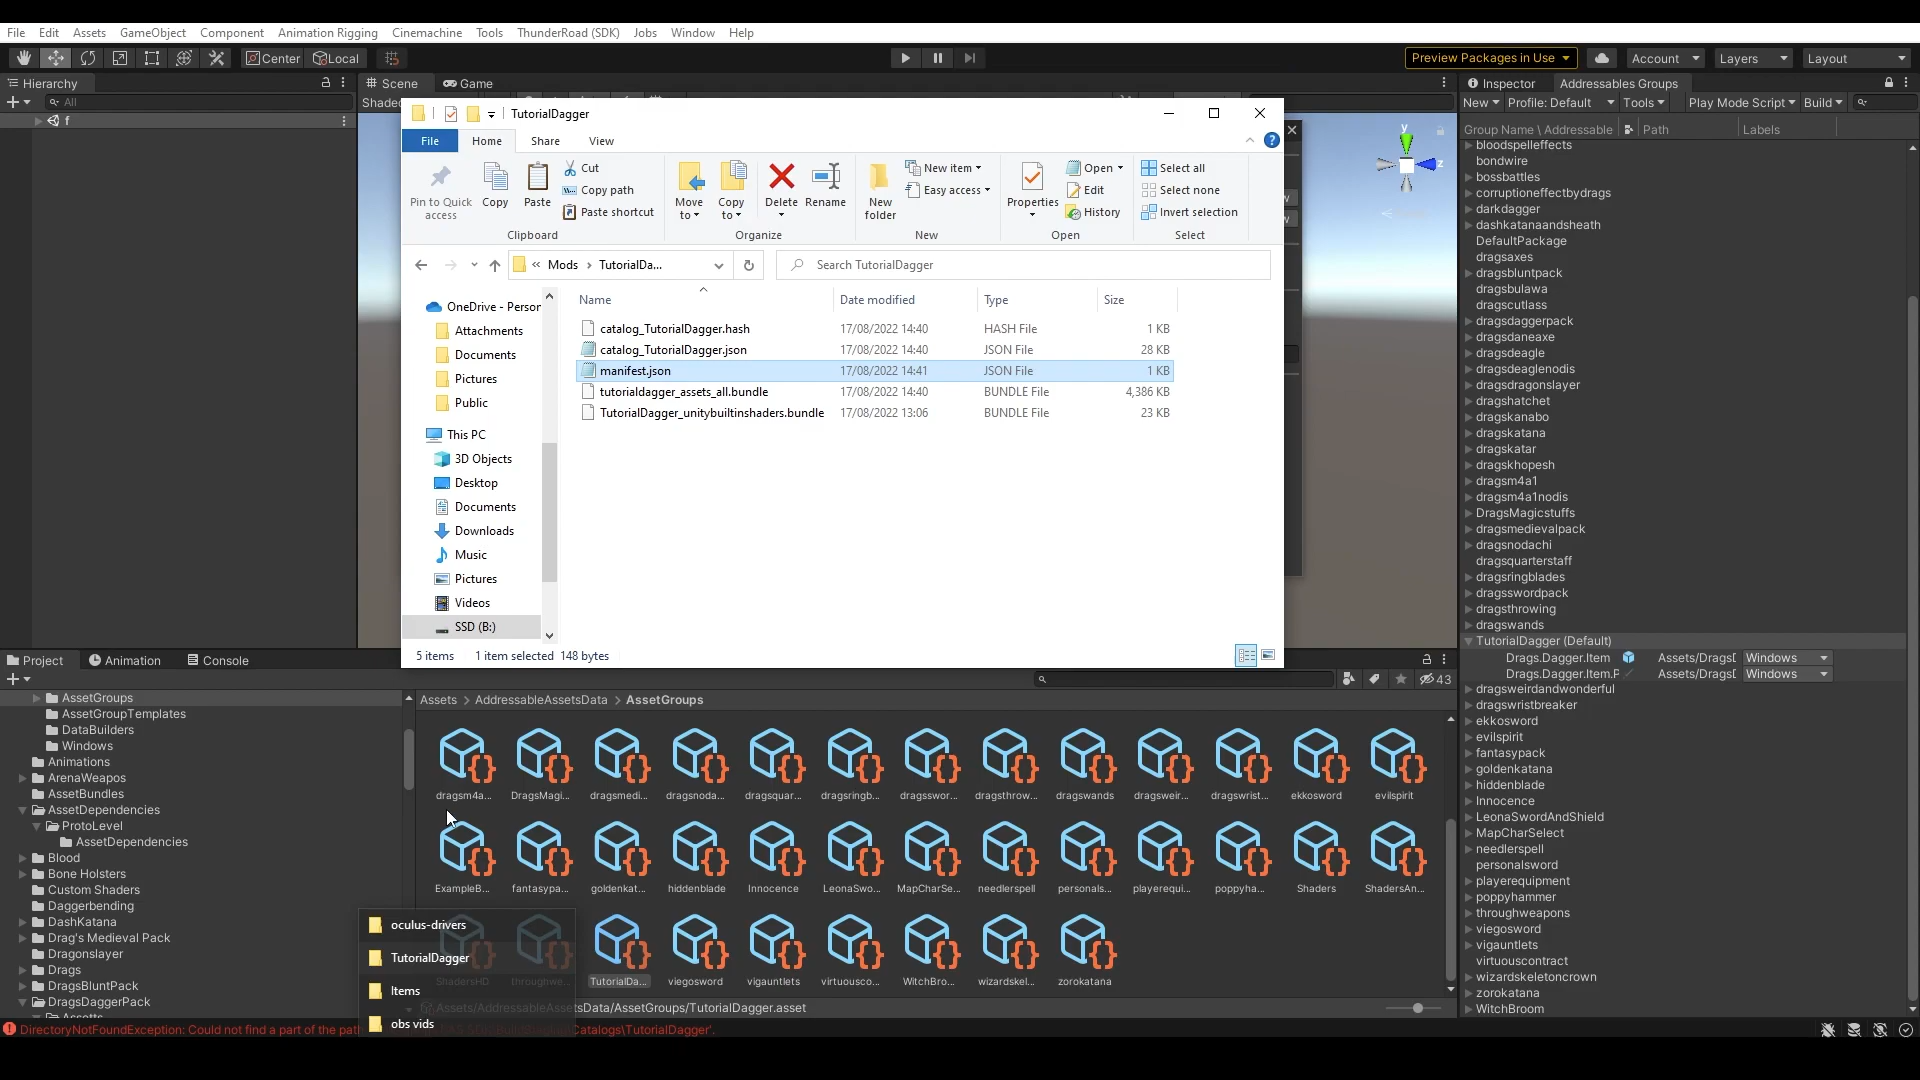 File Edit Assets GameObject Component Animation Rigging Cinemachine Tools ThunderRoad (SDK) Jobs Window Help
Center Local
Preview Packages in Use Account Layers Layout
Hierarchy
All
f
Scene Game
Shaded
TutorialDagger
File Home Share View
Pin to Quick access
Copy
Paste
Cut
Copy path
Paste shortcut
Clipboard
Move to
Copy to
Delete
Rename
Organize
New folder
New item
Easy access
New
Properties
Open
Edit
History
Open
Select all
Select none
Invert selection
Select
« Mods › TutorialDa...
Search TutorialDagger
OneDrive - Person
Attachments
Documents
Pictures
Public
This PC
3D Objects
Desktop
Documents
Downloads
Music
Pictures
Videos
SSD (B:)
Name Date modified Type Size
catalog_TutorialDagger.hash 17/08/2022 14:40 HASH File 1 KB
catalog_TutorialDagger.json 17/08/2022 14:40 JSON File 28 KB
manifest.json 17/08/2022 14:41 JSON File 1 KB
tutorialdagger_assets_all.bundle 17/08/2022 14:40 BUNDLE File 4,386 KB
TutorialDagger_unitybuiltinshaders.bundle 17/08/2022 13:06 BUNDLE File 23 KB
5 items 1 item selected 148 bytes
y
z
Inspector Addressables Groups
New Profile: Default Tools Play Mode Script Build
Group Name \ Addressable Path Labels
bloodspelleffects
bondwire
bossbattles
corruptioneffectbydrags
darkdagger
dashkatanaandsheath
DefaultPackage
dragsaxes
dragsbluntpack
dragsbulawa
dragscutlass
dragsdaggerpack
dragsdaneaxe
dragsdeagle
dragsdeaglenodis
dragsdragonslayer
dragshatchet
dragskanabo
dragskatana
dragskatar
dragskhopesh
dragsm4a1
dragsm4a1nodis
DragsMagicstuffs
dragsmedievalpack
dragsnodachi
dragsquarterstaff
dragsringblades
dragsswordpack
dragsthrowing
dragswands
TutorialDagger (Default)
Drags.Dagger.Item Assets/DragsD Windows
Drags.Dagger.Item.P Assets/DragsD Windows
dragsweirdandwonderful
dragswristbreaker
ekkosword
evilspirit
fantasypack
goldenkatana
hiddenblade
Innocence
LeonaSwordAndShield
MapCharSelect
needlerspell
personalsword
playerequipment
poppyhammer
throughweapons
viegosword
vigauntlets
virtuouscontract
wizardskeletoncrown
zorokatana
WitchBroom
Project Animation Console
43
AssetGroups
AssetGroupTemplates
DataBuilders
Windows
Animations
ArenaWeapos
AssetBundles
AssetDependencies
ProtoLevel
AssetDependencies
Blood
Bone Holsters
Custom Shaders
Daggerbending
DashKatana
Drag's Medieval Pack
Dragonslayer
Drags
DragsBluntPack
DragsDaggerPack
Assets > AddressableAssetsData > AssetGroups
dragsm4a... DragsMagi... dragsmedi... dragsnoda... dragsquar... dragsringb... dragsswor... dragsthrow... dragswands dragsweir... dragswrist... ekkosword evilspirit
ExampleB... fantasypa... goldenkat... hiddenblade Innocence LeonaSwo... MapCharSe... needlerspell personals... playerequi... poppyha... Shaders ShadersAn...
ShadersHD throughwe... TutorialDa... viegosword vigauntlets virtuousco... WitchBro... wizardskel... zorokatana
oculus-drivers
TutorialDagger
Items
obs vids
Assets/AddressableAssetsData/AssetGroups/TutorialDagger.asset
DirectoryNotFoundException: Could not find a part of the path Catalogs\TutorialDagger'.